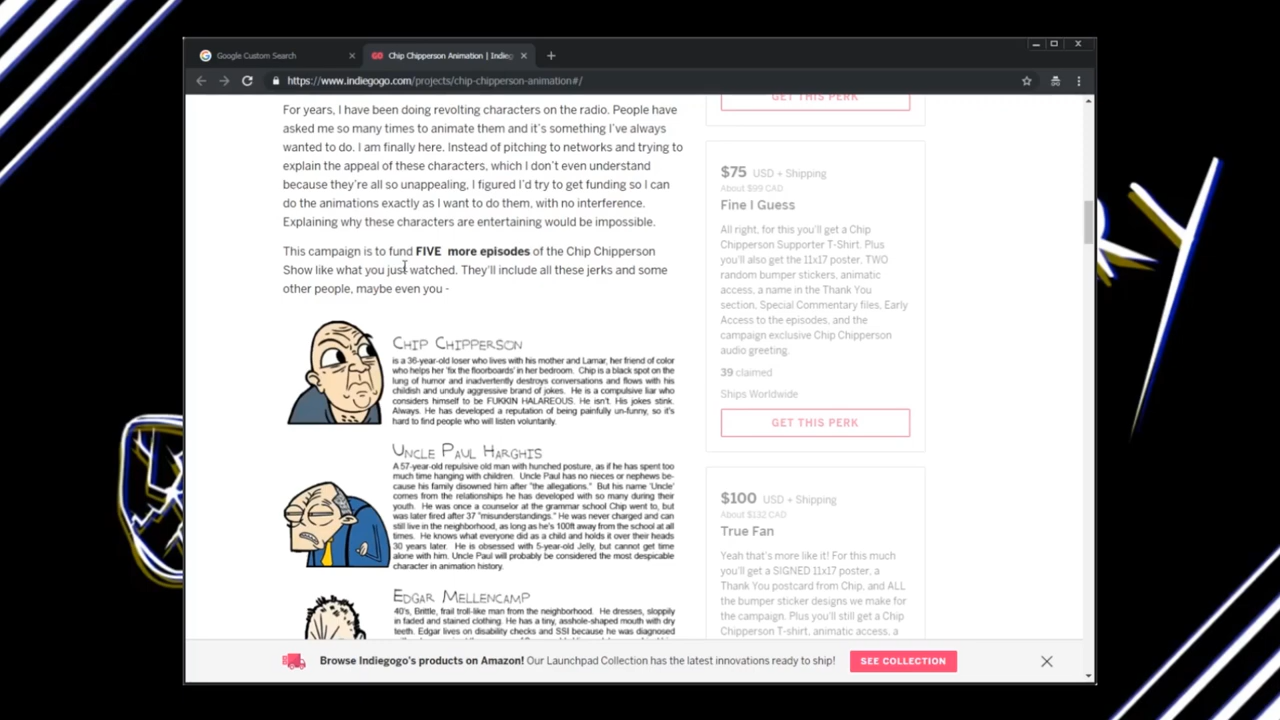 Google Custom Search
Chip Chipperson Animation | Indieg
https://www.indiegogo.com/projects/chip-chipperson-animation#/
For years, I have been doing revolting characters on the radio. People have
asked me so many times to animate them and it's something I've always
wanted to do. I am finally here. Instead of pitching to networks and trying to
explain the appeal of these characters, which I don't even understand
because they're all so unappealing, I figured I'd try to get funding so I can
do the animations exactly as I want to do them, with no interference.
Explaining why these characters are entertaining would be impossible.
This campaign is to fund FIVE more episodes of the Chip Chipperson
Show like what you just watched. They'll include all these jerks and some
other people, maybe even you -
CHIP CHIPPERSON
is a 36-year-old loser who lives with his mother and Lamar, her friend of color
who helps her 'fix the floorboards' in her bedroom. Chip is a black spot on the
lung of humor and inadvertently destroys conversations and flows with his
childish and unduly aggressive brand of jokes. He is a compulsive liar who
considers himself to be FUKKIN HALAREOUS. He isn't. His jokes stink.
Always. He has developed a reputation of being painfully un-funny, so it's
hard to find people who will listen voluntarily.
UNCLE PAUL HARGHIS
A 57-year-old repulsive old man with hunched posture, as if he has spent too
much time hanging with children. Uncle Paul has no nieces or nephews be-
cause his family disowned him after "the allegations." But his name 'Uncle'
comes from the relationships he has developed with so many during their
youth. He was once a counselor at the grammar school Chip went to, but
was later fired after 37 "misunderstandings." He was never charged and can
still live in the neighborhood, as long as he's 100ft away from the school at all
times. He knows what everyone did as a child and holds it over their heads
30 years later. He is obsessed with 5-year-old Jelly, but cannot get time
alone with him. Uncle Paul will probably be considered the most despicable
character in animation history.
EDGAR MELLENCAMP
40's, Brittle, frail troll-like man from the neighborhood. He dresses, sloppily
in faded and stained clothing. He has a tiny, asshole-shaped mouth with dry
teeth. Edgar lives on disability checks and SSI because he was diagnosed
GET THIS PERK
$75 USD + Shipping
About $99 CAD
Fine I Guess
All right, for this you'll get a Chip
Chipperson Supporter T-Shirt. Plus
you'll also get the 11x17 poster. TWO
random bumper stickers, animatic
access, a name in the Thank You
section, Special Commentary files, Early
Access to the episodes, and the
campaign exclusive Chip Chipperson
audio greeting.
39 claimed
Ships Worldwide
GET THIS PERK
$100 USD + Shipping
About $132 CAD
True Fan
Yeah that's more like it! For this much
you'll get a SIGNED 11x17 poster, a
Thank You postcard from Chip, and ALL
the bumper sticker designs we make for
the campaign. Plus you'll still get a Chip
Chipperson T-shirt, animatic access, a
Browse Indiegogo's products on Amazon! Our Launchpad Collection has the latest innovations ready to ship!
SEE COLLECTION